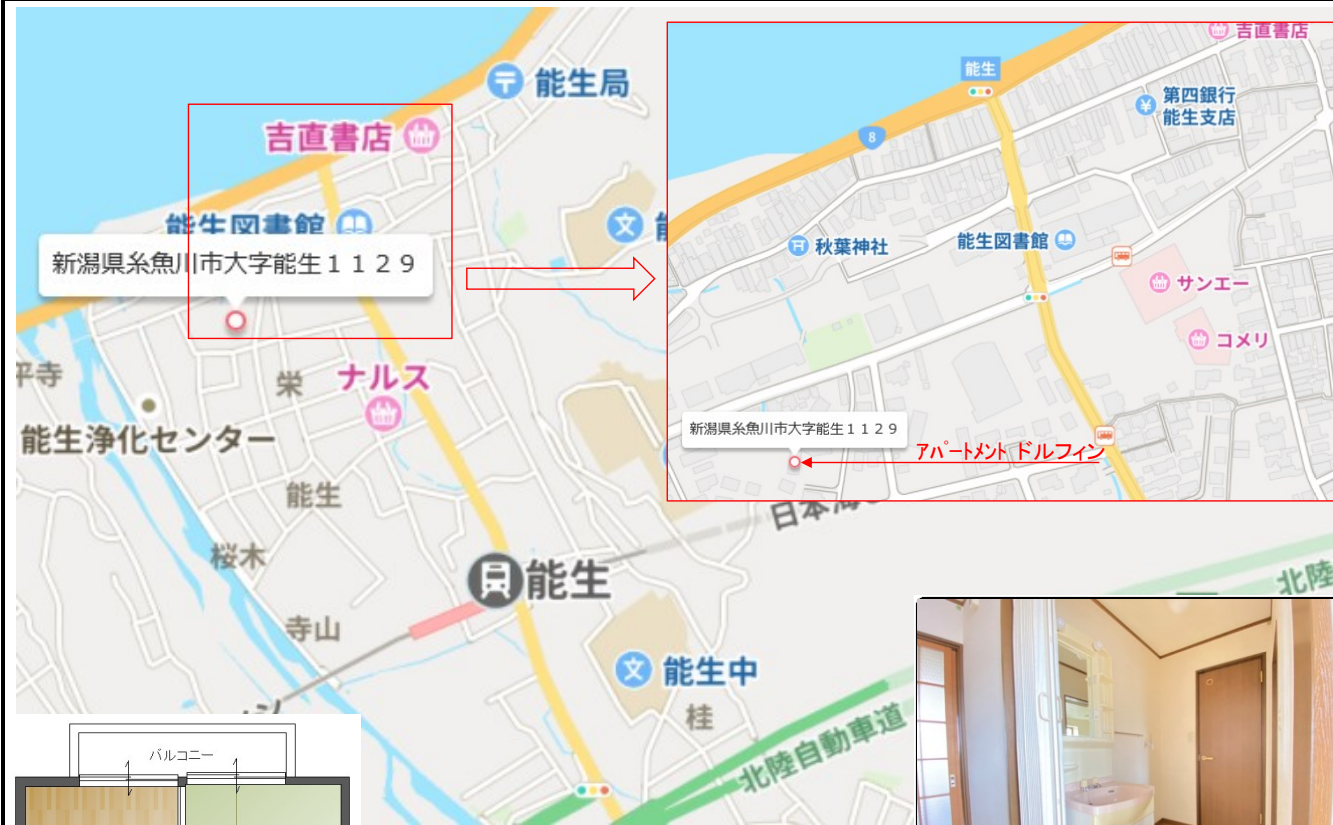 能生局
吉直書店
能生図書館
新潟県糸魚川市大字能生１１２９
平寺
栄
ナルス
能生浄化センター
能生
桜木
能生
寺山
能生中
桂
北陸自動車道
北陸
日本海
バルコニー
吉直書店
能生
第四銀行
能生支店
8
秋葉神社
能生図書館
サンエー
コメリ
新潟県糸魚川市大字能生１１２９
アパートメント ドルフィン